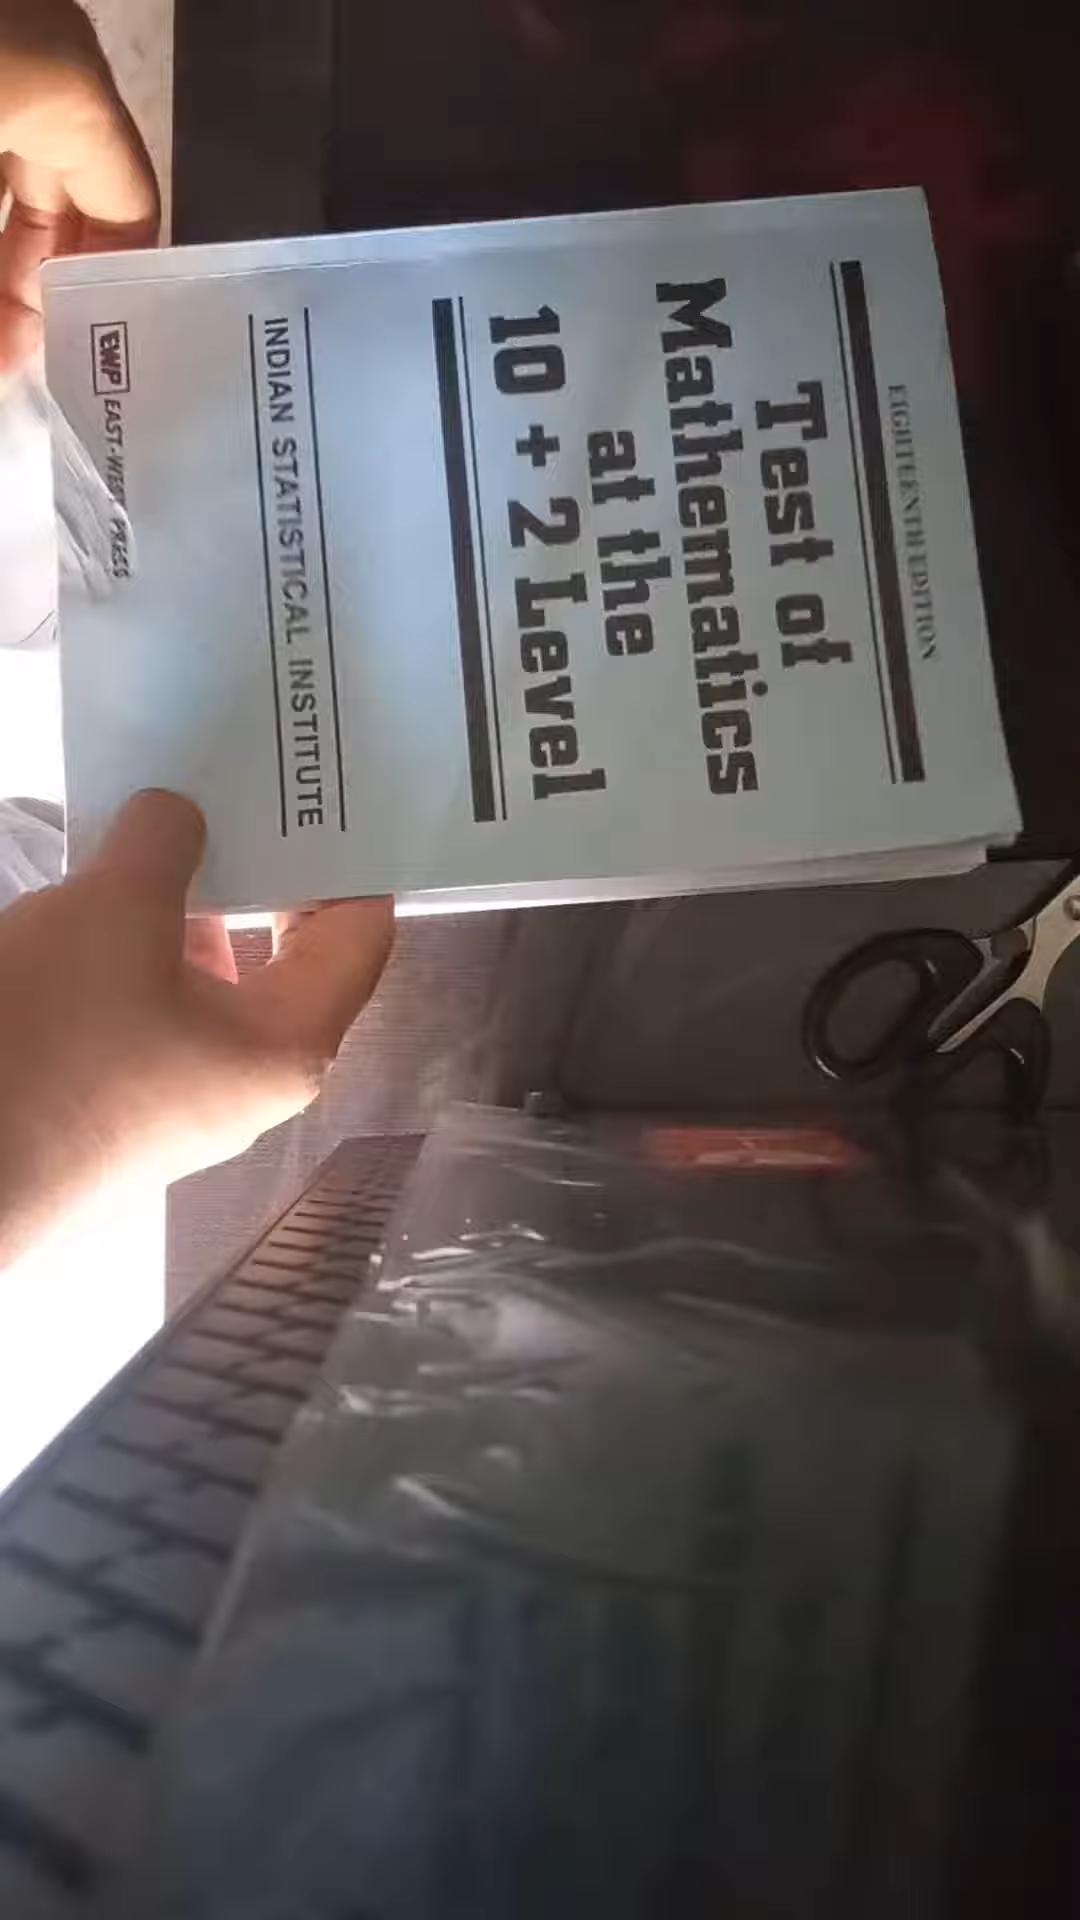 EIGHTEENTH EDITION
Test of
Mathematics
at the
10 + 2 Level
INDIAN STATISTICAL INSTITUTE
EWP EAST-WEST PRESS